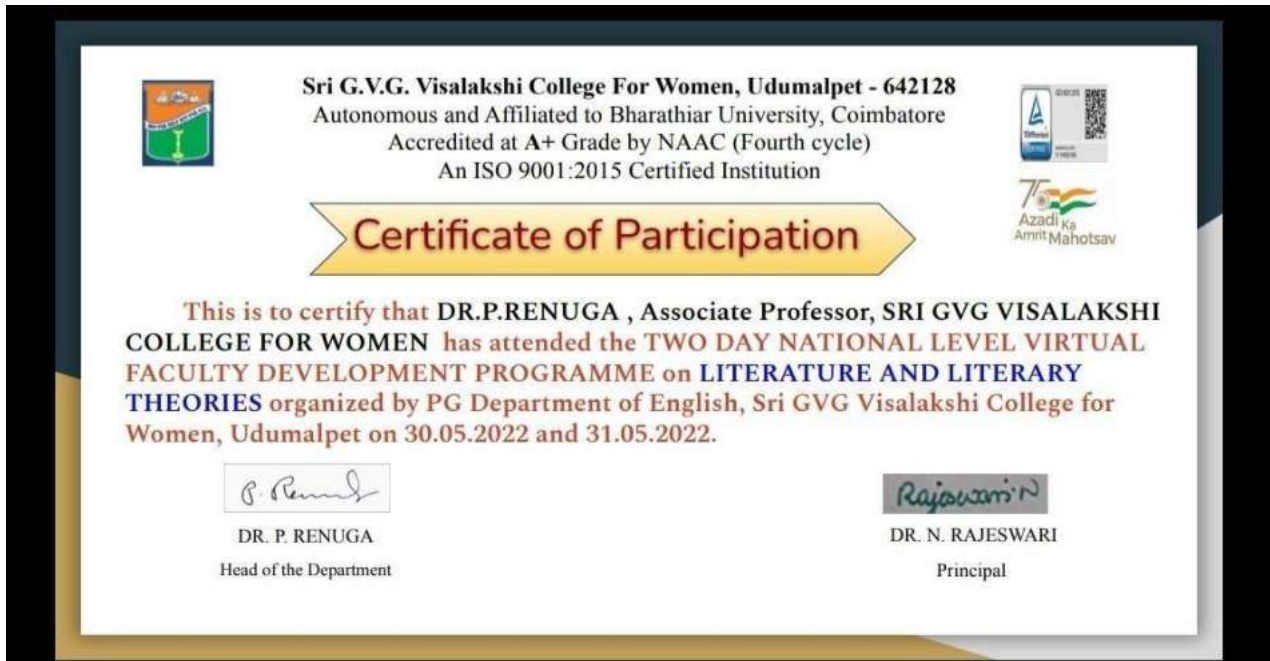 Sri G.V.G. Visalakshi College For Women, Udumalpet - 642128
Autonomous and Affiliated to Bharathiar University, Coimbatore
Accredited at A+ Grade by NAAC (Fourth cycle)
An ISO 9001:2015 Certified Institution
75
Azadi Ka
Amrit Mahotsav
Certificate of Participation
This is to certify that DR.P.RENUGA , Associate Professor, SRI GVG VISALAKSHI
COLLEGE FOR WOMEN has attended the TWO DAY NATIONAL LEVEL VIRTUAL
FACULTY DEVELOPMENT PROGRAMME on LITERATURE AND LITERARY
THEORIES organized by PG Department of English, Sri GVG Visalakshi College for
Women, Udumalpet on 30.05.2022 and 31.05.2022.
P. Renuga
Rajeswari N
DR. P. RENUGA
DR. N. RAJESWARI
Head of the Department
Principal